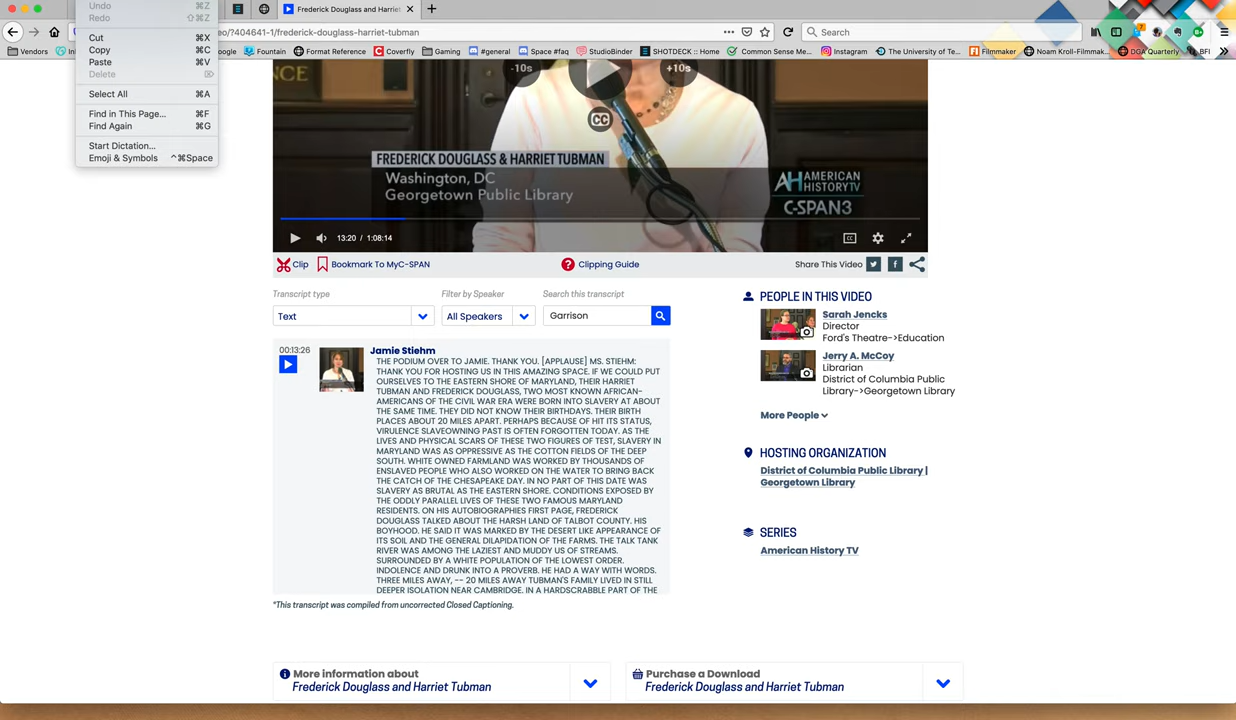 Undo ⌘Z
Redo ⇧⌘Z
Cut ⌘X
Copy ⌘C
Paste ⌘V
Delete ⌦
Select All ⌘A
Find in This Page... ⌘F
Find Again ⌘G
Start Dictation...
Emoji & Symbols ^⌘Space
Frederick Douglass and Harriet
eo/?404641-1/frederick-douglass-harriet-tubman
Search
Vendors
Int
ogle
Fountain
Format Reference
Coverfly
Gaming
#general
Space #faq
StudioBinder
SHOTDECK :: Home
Common Sense Me...
Instagram
The University of Te...
Filmmaker
Noam Kroll-Filmmak...
DGA Quarterly
BFI
ENCE
-10s
+10s
CC
FREDERICK DOUGLASS & HARRIET TUBMAN
Washington, DC
Georgetown Public Library
AH AMERICAN
HISTORYTV
C-SPAN3
13:20 / 1:08:14
CC
Clip
Bookmark To MyC-SPAN
Clipping Guide
Share This Video
Transcript type
Filter by Speaker
Search this transcript
Text
All Speakers
Garrison
00:13:26
Jamie Stiehm
THE PODIUM OVER TO JAMIE. THANK YOU. [APPLAUSE] MS. STIEHM:
THANK YOU FOR HOSTING US IN THIS AMAZING SPACE. IF WE COULD PUT
OURSELVES TO THE EASTERN SHORE OF MARYLAND, THEIR HARRIET
TUBMAN AND FREDERICK DOUGLASS, TWO MOST KNOWN AFRICAN-
AMERICANS OF THE CIVIL WAR ERA WERE BORN INTO SLAVERY AT ABOUT
THE SAME TIME. THEY DID NOT KNOW THEIR BIRTHDAYS. THEIR BIRTH
PLACES ABOUT 20 MILES APART. PERHAPS BECAUSE OF HIT ITS STATUS,
VIRULENCE SLAVEOWNING PAST IS OFTEN FORGOTTEN TODAY. AS THE
LIVES AND PHYSICAL SCARS OF THESE TWO FIGURES OF TEST, SLAVERY IN
MARYLAND WAS AS OPPRESSIVE AS THE COTTON FIELDS OF THE DEEP
SOUTH. WHITE OWNED FARMLAND WAS WORKED BY THOUSANDS OF
ENSLAVED PEOPLE WHO ALSO WORKED ON THE WATER TO BRING BACK
THE CATCH OF THE CHESAPEAKE DAY. IN NO PART OF THIS DATE WAS
SLAVERY AS BRUTAL AS THE EASTERN SHORE. CONDITIONS EXPOSED BY
THE ODDLY PARALLEL LIVES OF THESE TWO FAMOUS MARYLAND
RESIDENTS. ON HIS AUTOBIOGRAPHIES FIRST PAGE, FREDERICK
DOUGLASS TALKED ABOUT THE HARSH LAND OF TALBOT COUNTY. HIS
BOYHOOD. HE SAID IT WAS MARKED BY THE DESERT LIKE APPEARANCE OF
ITS SOIL AND THE GENERAL DILAPIDATION OF THE FARMS. THE TALK TANK
RIVER WAS AMONG THE LAZIEST AND MUDDY US OF STREAMS.
SURROUNDED BY A WHITE POPULATION OF THE LOWEST ORDER.
INDOLENCE AND DRUNK INTO A PROVERB. HE HAD A WAY WITH WORDS.
THREE MILES AWAY, -- 20 MILES AWAY TUBMAN'S FAMILY LIVED IN STILL
DEEPER ISOLATION NEAR CAMBRIDGE. IN A HARDSCRABBLE PART OF THE
*This transcript was compiled from uncorrected Closed Captioning.
PEOPLE IN THIS VIDEO
Sarah Jencks
Director
Ford's Theatre->Education
Jerry A. McCoy
Librarian
District of Columbia Public
Library->Georgetown Library
More People
HOSTING ORGANIZATION
District of Columbia Public Library |
Georgetown Library
SERIES
American History TV
More information about
Frederick Douglass and Harriet Tubman
Purchase a Download
Frederick Douglass and Harriet Tubman